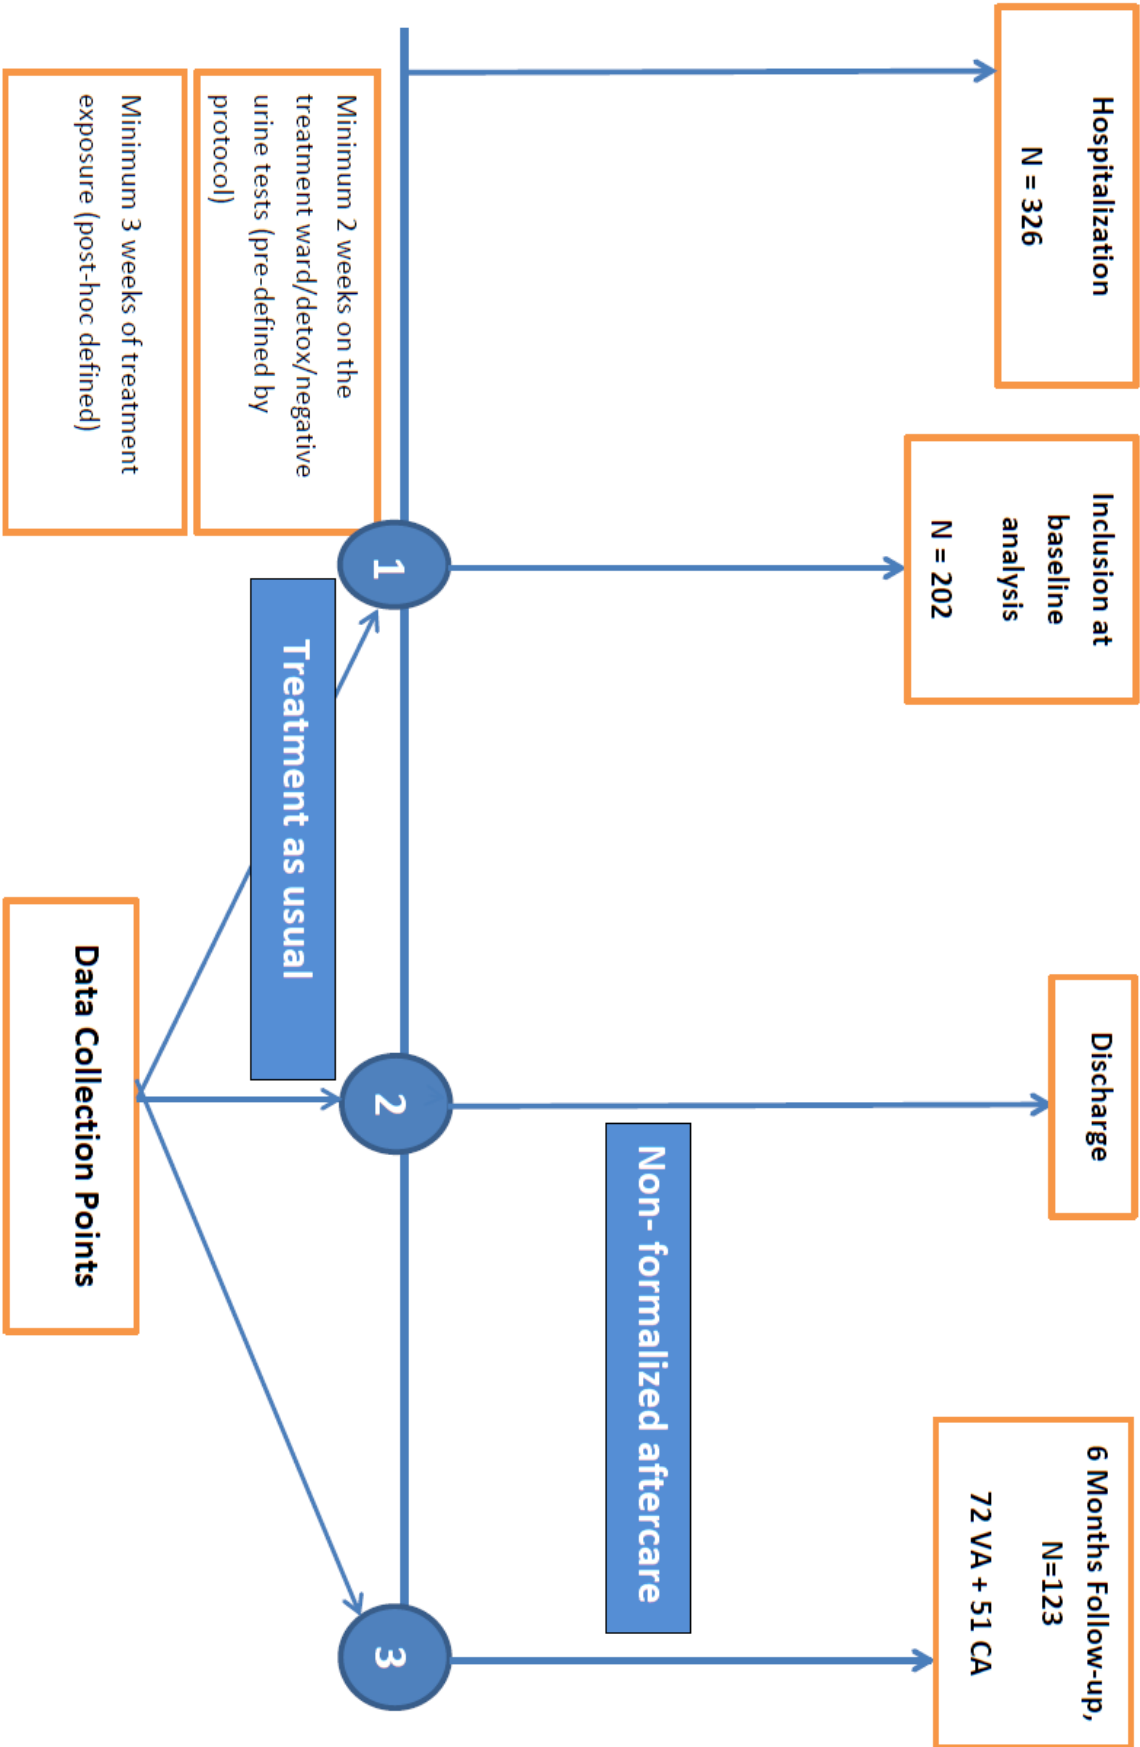 Hospitalization
N = 326
Inclusion at
baseline
analysis
N = 202
Discharge
6 Months Follow-up,
N=123
72 VA + 51 CA
Non- formalized aftercare
1
2
3
Minimum 2 weeks on the
treatment ward/detox/negative
urine tests (pre-defined by
protocol)
Treatment as usual
Minimum 3 weeks of treatment
exposure (post-hoc defined)
Data Collection Points